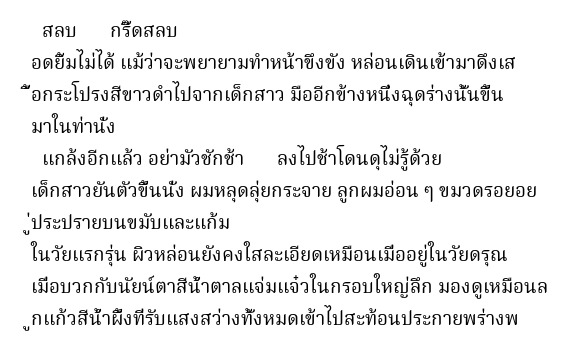 สลบ กรี๊ดสลบ
อดยิ้มไม่ได้ แม้ว่าจะพยายามทำหน้าขึงขัง หล่อนเดินเข้ามาดึงเส
ื้อกระโปรงสีขาวดำไปจากเด็กสาว มืออีกข้างหนึ่งฉุดร่างนั้นขึ้น
มาในท่านั่ง
แกล้งอีกแล้ว อย่ามัวชักช้า ลงไปช้าโดนดุไม่รู้ด้วย
เด็กสาวยันตัวขึ้นนั่ง ผมหลุดลุ่ยกระจาย ลูกผมอ่อน ๆ ขมวดรอยอย
ู่ประปรายบนขมับและแก้ม
ในวัยแรกรุ่น ผิวหล่อนยังคงใสละเอียดเหมือนเมื่ออยู่ในวัยดรุณ
เมื่อบวกกับนัยน์ตาสีน้ำตาลแจ่มแจ๋วในกรอบใหญ่ลึก มองดูเหมือนล
ูกแก้วสีน้ำผึ้งที่รับแสงสว่างทั้งหมดเข้าไปสะท้อนประกายพร่างพ